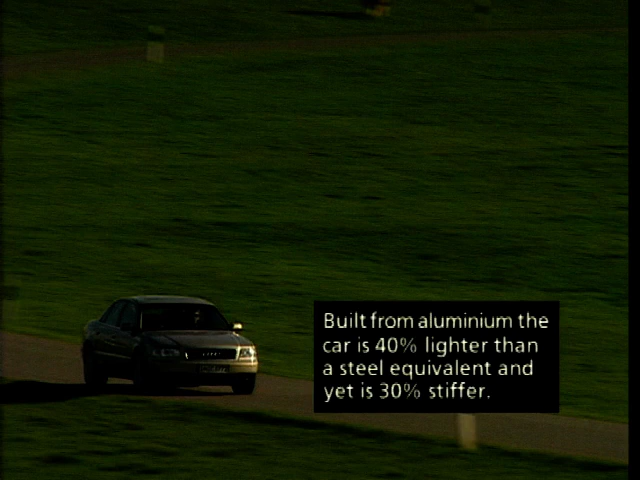 Built from aluminium the
car is 40% lighter than
a steel equivalent and
yet is 30% stiffer.